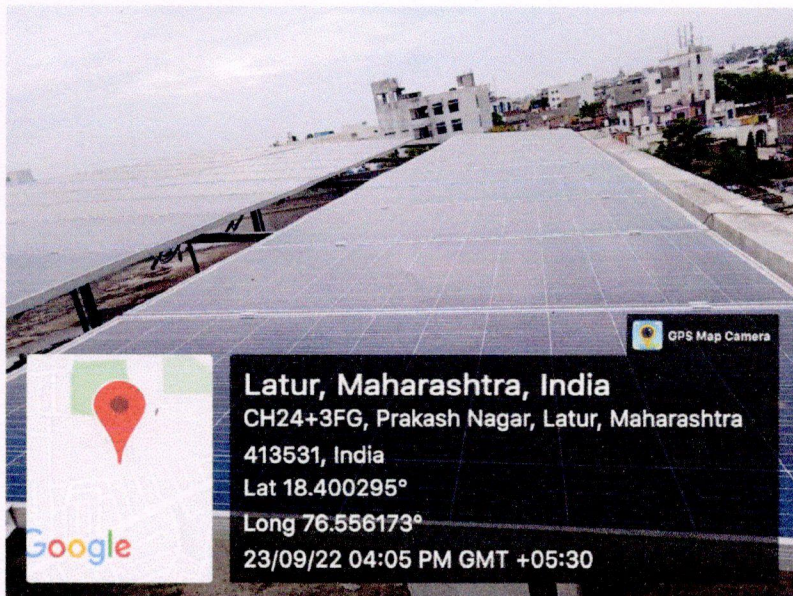 GPS Map Camera
Latur, Maharashtra, India
CH24+3FG, Prakash Nagar, Latur, Maharashtra
413531, India
Lat 18.400295°
Long 76.556173°
23/09/22 04:05 PM GMT +05:30
Google